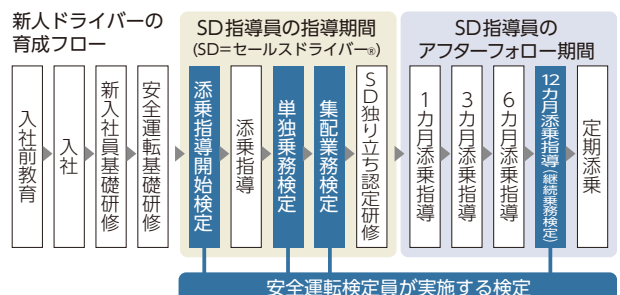 新人ドライバーの
育成フロー
SD指導員の指導期間
(SD=セールスドライバー®)
SD指導員の
アフターフォロー期間
入社前教育
入社
新入社員基礎研修
安全運転基礎研修
添乗指導開始検定
添乗指導
単独乗務検定
集配業務検定
SD独り立ち認定研修
1カ月添乗指導
3カ月添乗指導
6カ月添乗指導
12カ月添乗指導(継続乗務検定)
定期添乗
安全運転検定員が実施する検定